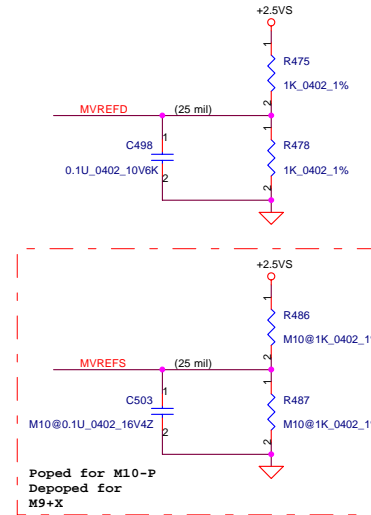 +2.5VS
1
R475
1K_0402_1%
2
MVREFD
(25 mil)
1
C498
1
R478
0.1U_0402_10V6K
1K_0402_1%
2
2
+2.5VS
1
R486
M10@1K_0402_1
2
MVREFS
(25 mil)
1
C503
1
R487
M10@0.1U_0402_16V4Z
M10@1K_0402_1
2
2
Poped for M10-P
Depoped for
M9+X